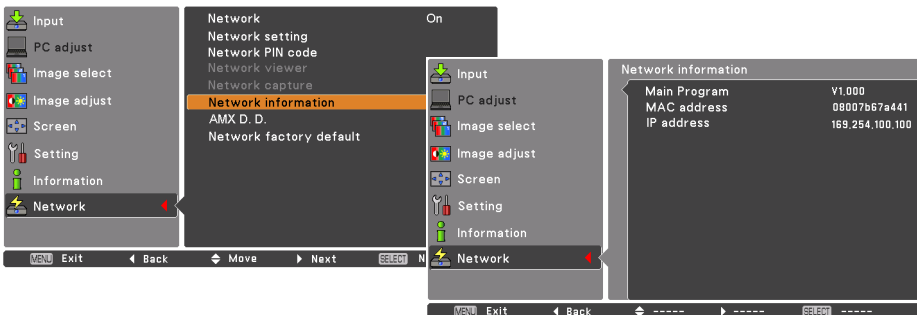 Input
PC adjust
Image select
Image adjust
Screen
Setting
Information
Network
Network On
Network setting
Network PIN code
Network viewer
Network capture
Network information
AMX D. D.
Network factory default
MENU Exit Back Move Next SELECT N
Input
PC adjust
Image select
Image adjust
Screen
Setting
Information
Network
Network information
Main Program V1,000
MAC address 08007b67a441
IP address 169,254,100,100
MENU Exit Back ----- ----- SELECT -----